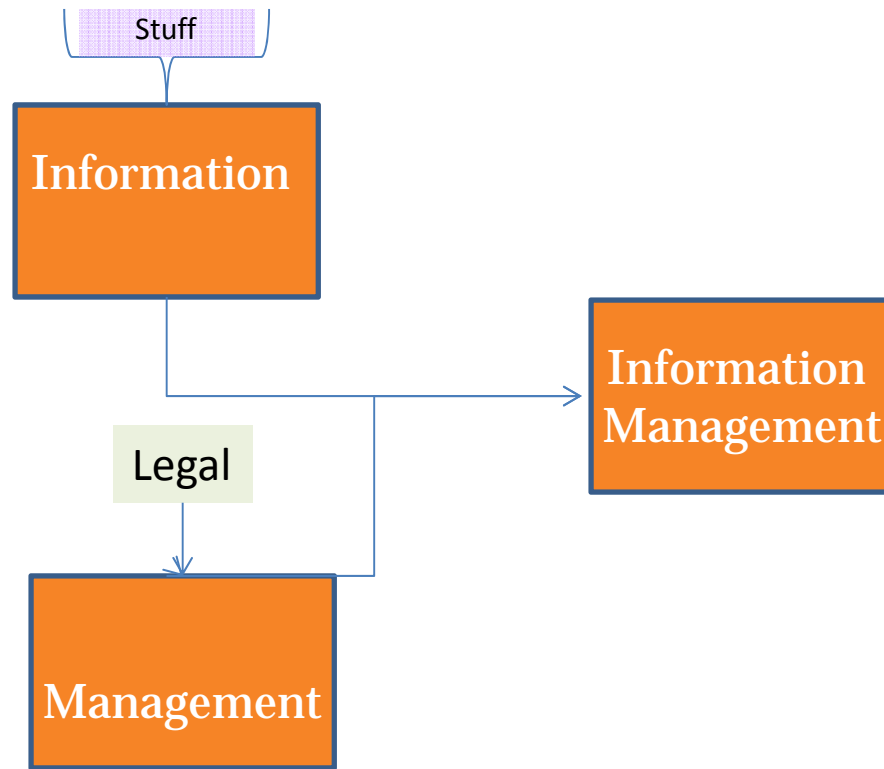 Stuff
Information
Information
Management
Legal
Management